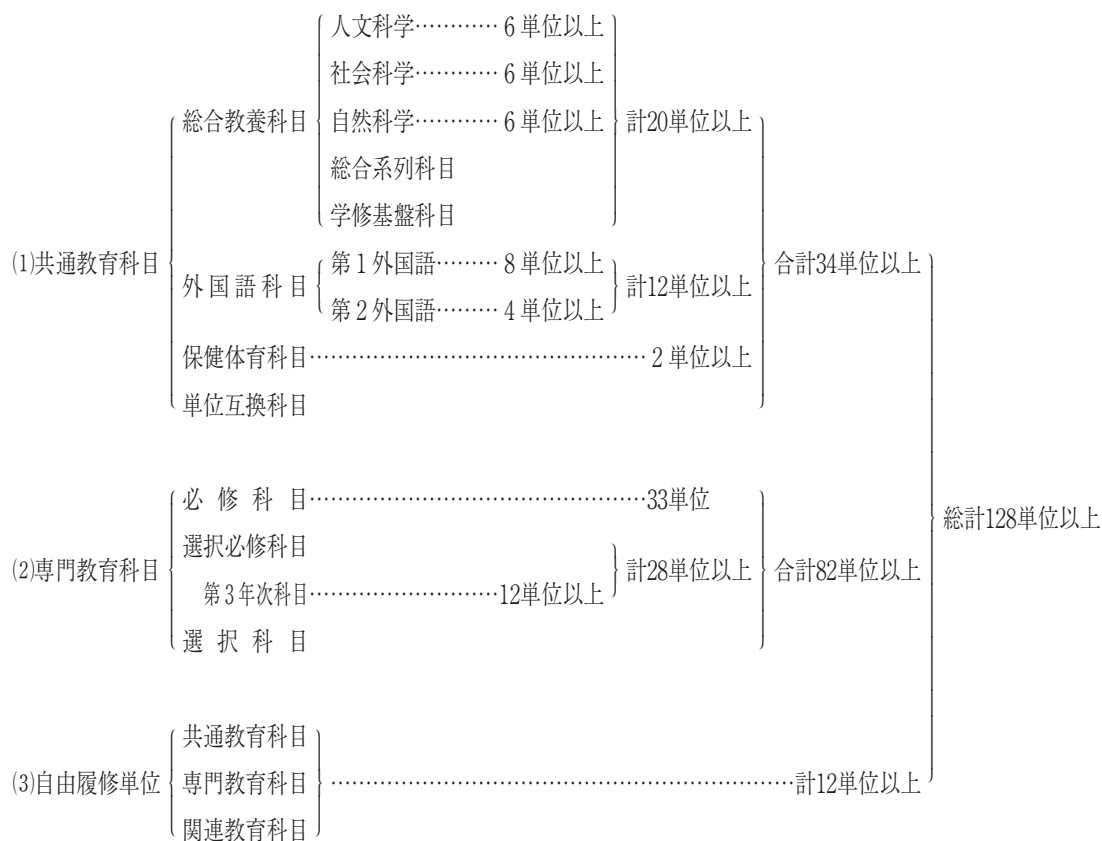 人文科学………… 6 単位以上
社会科学………… 6 単位以上
総合教養科目 自然科学………… 6 単位以上 計20単位以上
総合系列科目
学修基盤科目
⑴共通教育科目 合計34単位以上
第1外国語……… 8 単位以上
外国語科目 計12単位以上
第2外国語……… 4 単位以上
保健体育科目………………………………………… 2 単位以上
単位互換科目
必修科目…………………………………………33単位
総計128単位以上
選択必修科目
⑵専門教育科目 計28単位以上 合計82単位以上
第3年次科目………………………12単位以上
選択科目
共通教育科目
⑶自由履修単位 専門教育科目 …………………………………………………………計12単位以上
関連教育科目